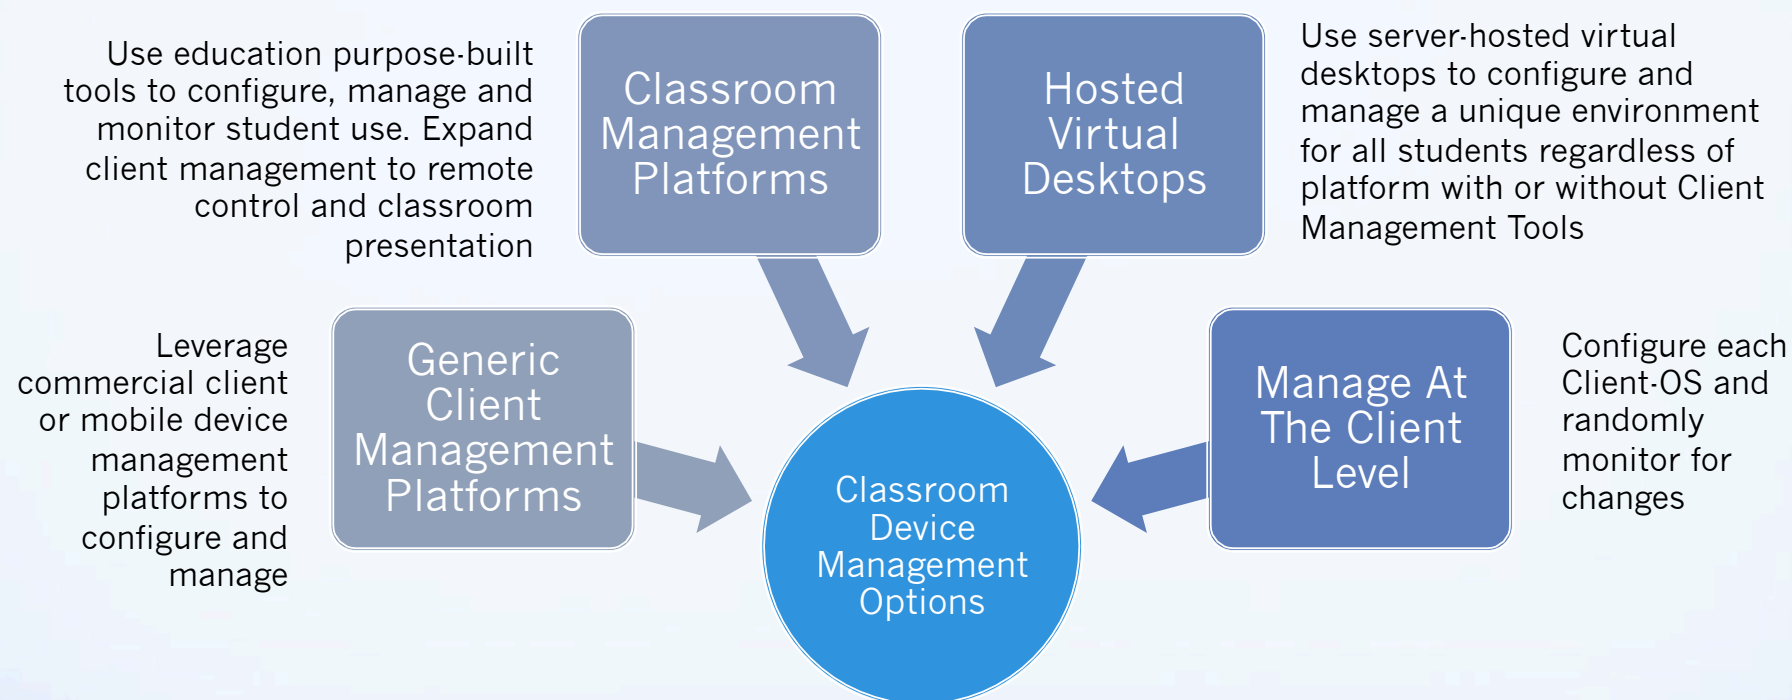 Use education purpose-built
tools to configure, manage and
monitor student use. Expand
client management to remote
control and classroom
presentation
Classroom
Management
Platforms
Hosted
Virtual
Desktops
Use server-hosted virtual
desktops to configure and
manage a unique environment
for all students regardless of
platform with or without Client
Management Tools
Leverage
commercial client
or mobile device
management
platforms to
configure and
manage
Generic
Client
Management
Platforms
Manage At
The Client
Level
Configure each
Client-OS and
randomly
monitor for
changes
Classroom
Device
Management
Options